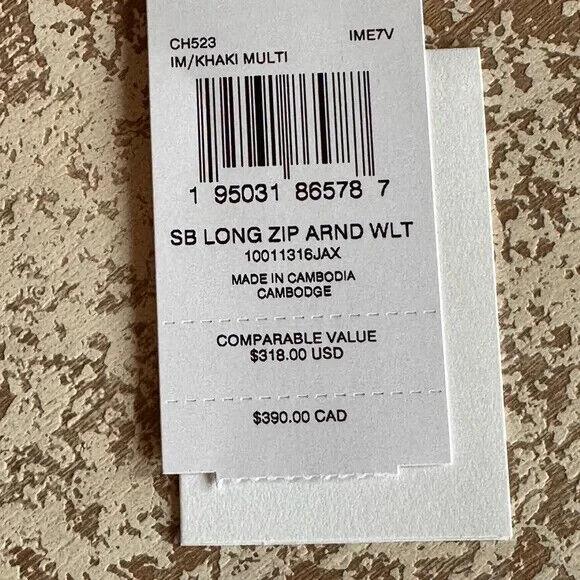 CH523 IME7V
IM/KHAKI MULTI
1 95031 86578 7
SB LONG ZIP ARND WLT
10011316JAX
MADE IN CAMBODIA
CAMBODGE
COMPARABLE VALUE
$318.00 USD
$390.00 CAD